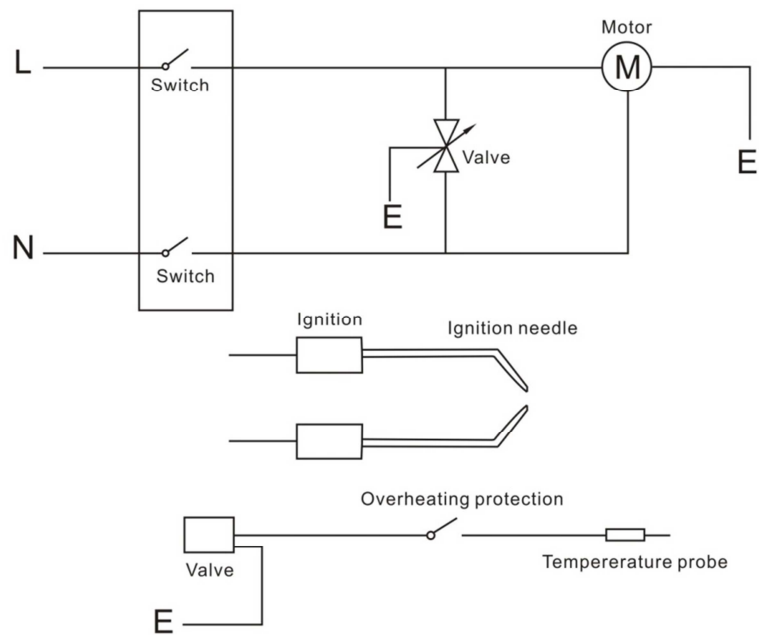 Motor
L
M
Switch
Valve
E
E
N
Switch
Ignition
Ignition needle
Overheating protection
Valve
Tempererature probe
E